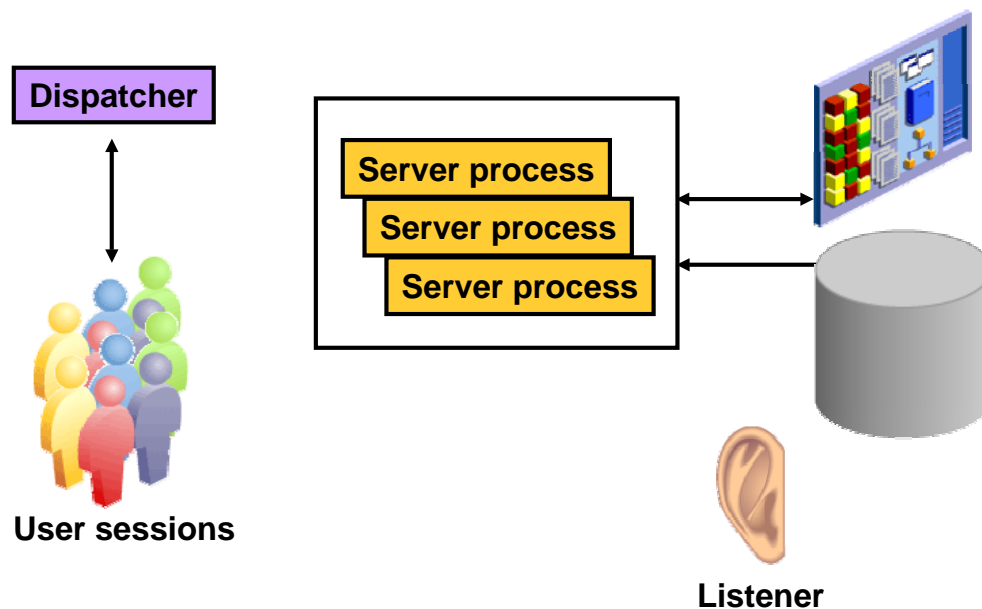 Dispatcher
Server process
Server process
Server process
User sessions
Listener